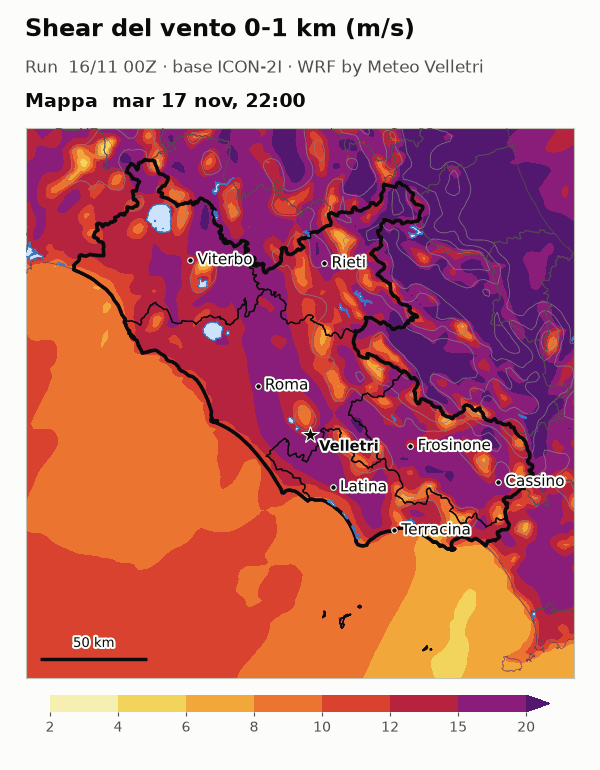 Shear del vento 0-1 km (m/s)
Run  16/11 00Z · base ICON-2I · WRF by Meteo Velletri
Mappa  mar 17 nov, 22:00
Viterbo
Rieti
Roma
Velletri
Frosinone
Cassino
Latina
Terracina
50 km
2 4 6 8 10 12 15 20